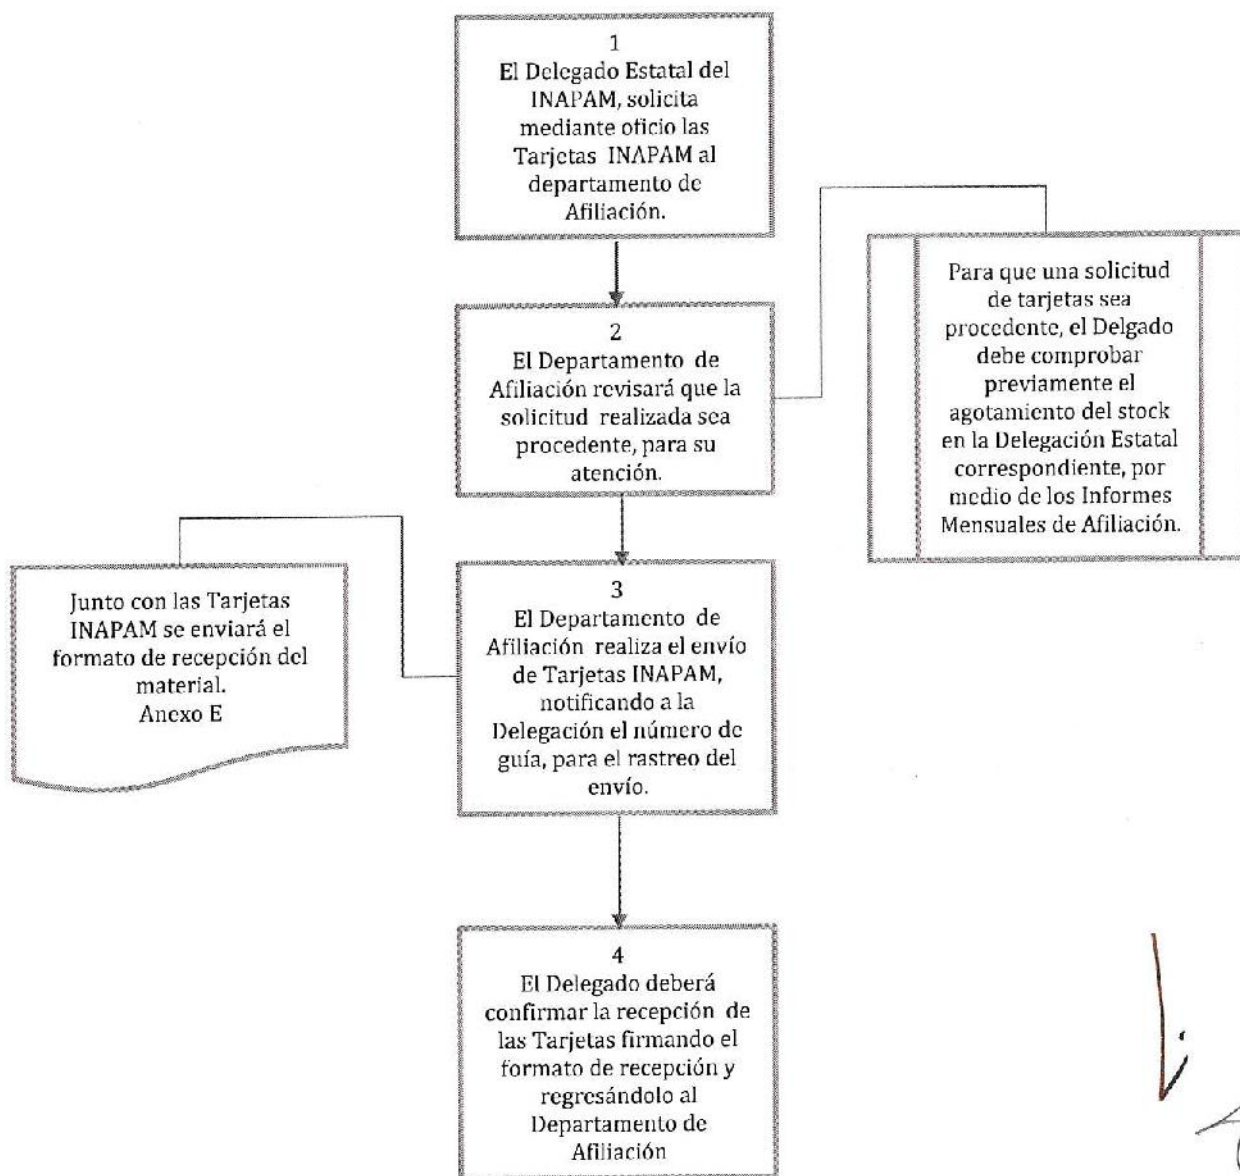 1
El Delegado Estatal del
INAPAM, solicita
mediante oficio las
Tarjetas INAPAM al
departamento de
Afiliación.
2
El Departamento de
Afiliación revisará que la
solicitud realizada sea
procedente, para su
atención.
Para que una solicitud
de tarjetas sea
procedente, el Delgado
debe comprobar
previamente el
agotamiento del stock
en la Delegación Estatal
correspondiente, por
medio de los Informes
Mensuales de Afiliación.
3
El Departamento de
Afiliación realiza el envío
de Tarjetas INAPAM,
notificando a la
Delegación el número de
guía, para el rastreo del
envío.
Junto con las Tarjetas
INAPAM se enviará el
formato de recepción del
material.
Anexo E
4
El Delegado deberá
confirmar la recepción de
las Tarjetas firmando el
formato de recepción y
regresándolo al
Departamento de
Afiliación